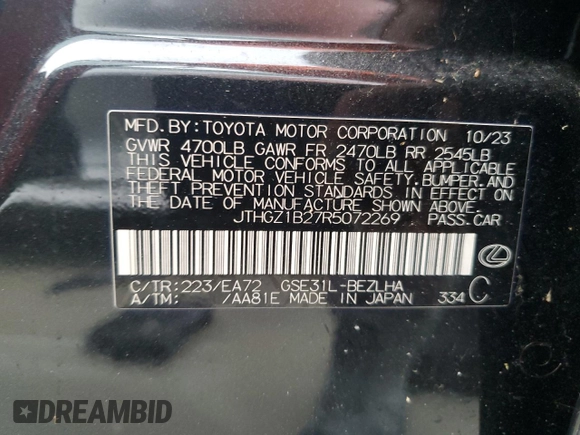 MFD.BY:TOYOTA MOTOR CORPORATION 10/23
GVWR 4700LB GAWR FR 2470LB RR 2545LB
THIS VEHICLE CONFORMS TO ALL APPLICABLE
FEDERAL MOTOR VEHICLE SAFETY,BUMPER,AND
THEFT PREVENTION STANDARDS IN EFFECT ON
THE DATE OF MANUFACTURE SHOWN ABOVE.
JTHGZ1B27R5072269 PASS.CAR
C/TR:223/EA72 GSE31L-BEZLHA C
A/TM: /AA81E MADE IN JAPAN 334
DREAMBID